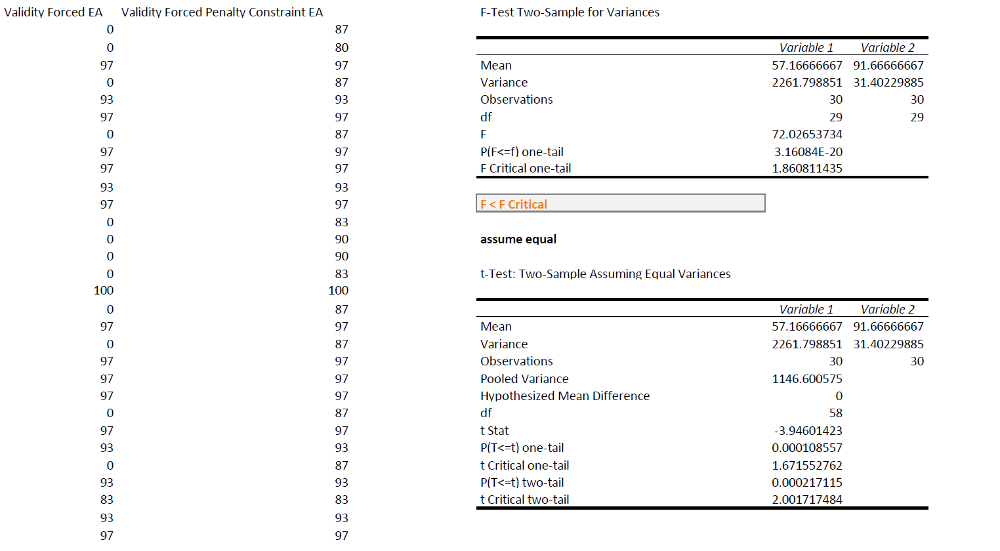 Validity Forced EA Validity Forced Penalty Constraint EA F-Test Two-Sample for Variances
0 87
0 80 Variable 1 Variable 2
97 97 Mean 57.16666667 91.66666667
0 87 Variance 2261.798851 31.40229885
93 93 Observations 30 30
97 97 df 29 29
0 87 F 72.02653734
97 97 P(F<=f) one-tail 3.16084E-20
97 97 F Critical one-tail 1.860811435
93 93
97 97 F < F Critical
0 83
0 90 assume equal
0 90
0 83 t-Test: Two-Sample Assuming Equal Variances
100 100
0 87 Variable 1 Variable 2
97 97 Mean 57.16666667 91.66666667
0 87 Variance 2261.798851 31.40229885
97 97 Observations 30 30
97 97 Pooled Variance 1146.600575
97 97 Hypothesized Mean Difference 0
0 87 df 58
97 97 t Stat -3.94601423
93 93 P(T<=t) one-tail 0.000108557
0 87 t Critical one-tail 1.671552762
93 93 P(T<=t) two-tail 0.000217115
83 83 t Critical two-tail 2.001717484
93 93
97 97